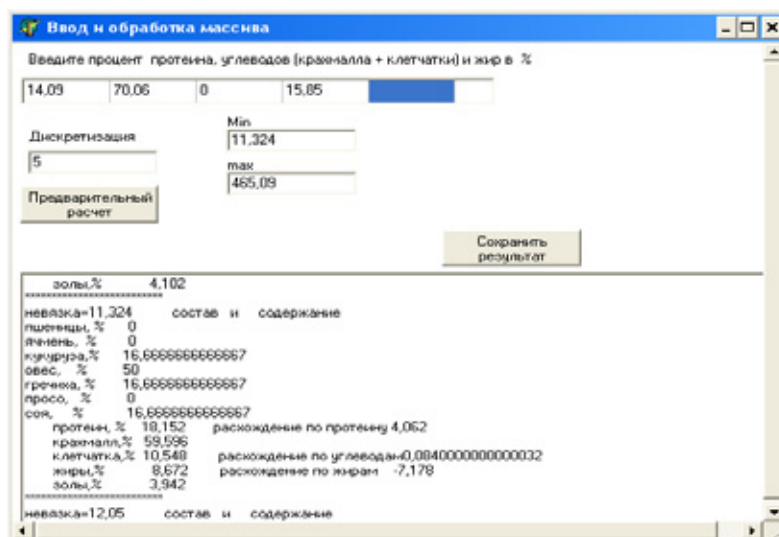 Ввод и обработка массива
Введите процент протеина, углеводов (крахмалла + клетчатки) и жир в %
14,09 70,06 0 15,85
Дискретизация
5
Min
11,324
max
465,09
Предварительный
расчет
Сохранить
результат
золы,% 4,102
невязка=11,324 состав и содержание
пшеницы, % 0
ячмень, % 0
кукуруза,% 16,6666666666667
овес, % 50
гречиха, % 16,6666666666667
просо, % 0
соя, % 16,6666666666667
протеин, % 18,152 расхождение по протеину 4,062
крахмалл,% 59,596
клетчатка,% 10,548 расхождение по углеводам0,0840000000000032
жиры,% 8,672 расхождение по жирам -7,178
золы,% 3,942
невязка=12,05 состав и содержание